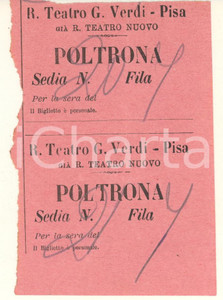 R. Teatro G. Verdi - Pisa
GIÀ R. TEATRO NUOVO
POLTRONA
Sedia N. Fila
Per la sera del
Il Biglietto è personale.
R. Teatro G. Verdi - Pisa
GIÀ R. TEATRO NUOVO
POLTRONA
Sedia N. Fila
Per la sera del
Il Biglietto è personale.